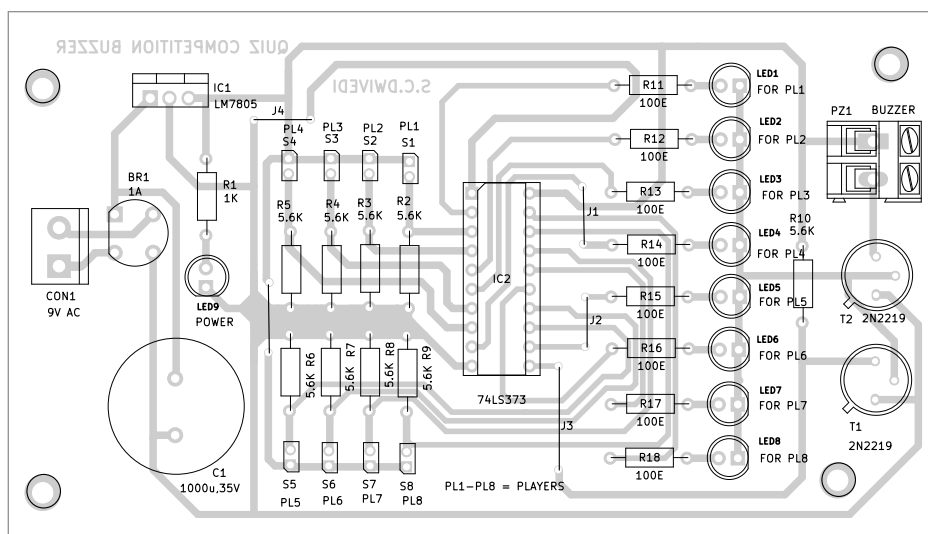 QUIZ COMPETITION BUZZER
S.C.DWIVEDI
IC1
LM7805
J4
PL4
S4
PL3
S3
PL2
S2
PL1
S1
BR1
1A
R1
1K
R5
5.6K
R4
5.6K
R3
5.6K
R2
5.6K
CON1
9V AC
LED9
POWER
C1
1000u,35V
R6
5.6K
R7
5.6K
R8
5.6K
R9
5.6K
S5
PL5
S6
PL6
S7
PL7
S8
PL8
IC2
74LS373
J1
J2
J3
PL1-PL8 = PLAYERS
R11
100E
R12
100E
R13
100E
R14
100E
R15
100E
R16
100E
R17
100E
R18
100E
LED1
FOR PL1
LED2
FOR PL2
LED3
FOR PL3
LED4
FOR PL4
LED5
FOR PL5
LED6
FOR PL6
LED7
FOR PL7
LED8
FOR PL8
PZ1 BUZZER
R10
5.6K
T2 2N2219
T1
2N2219